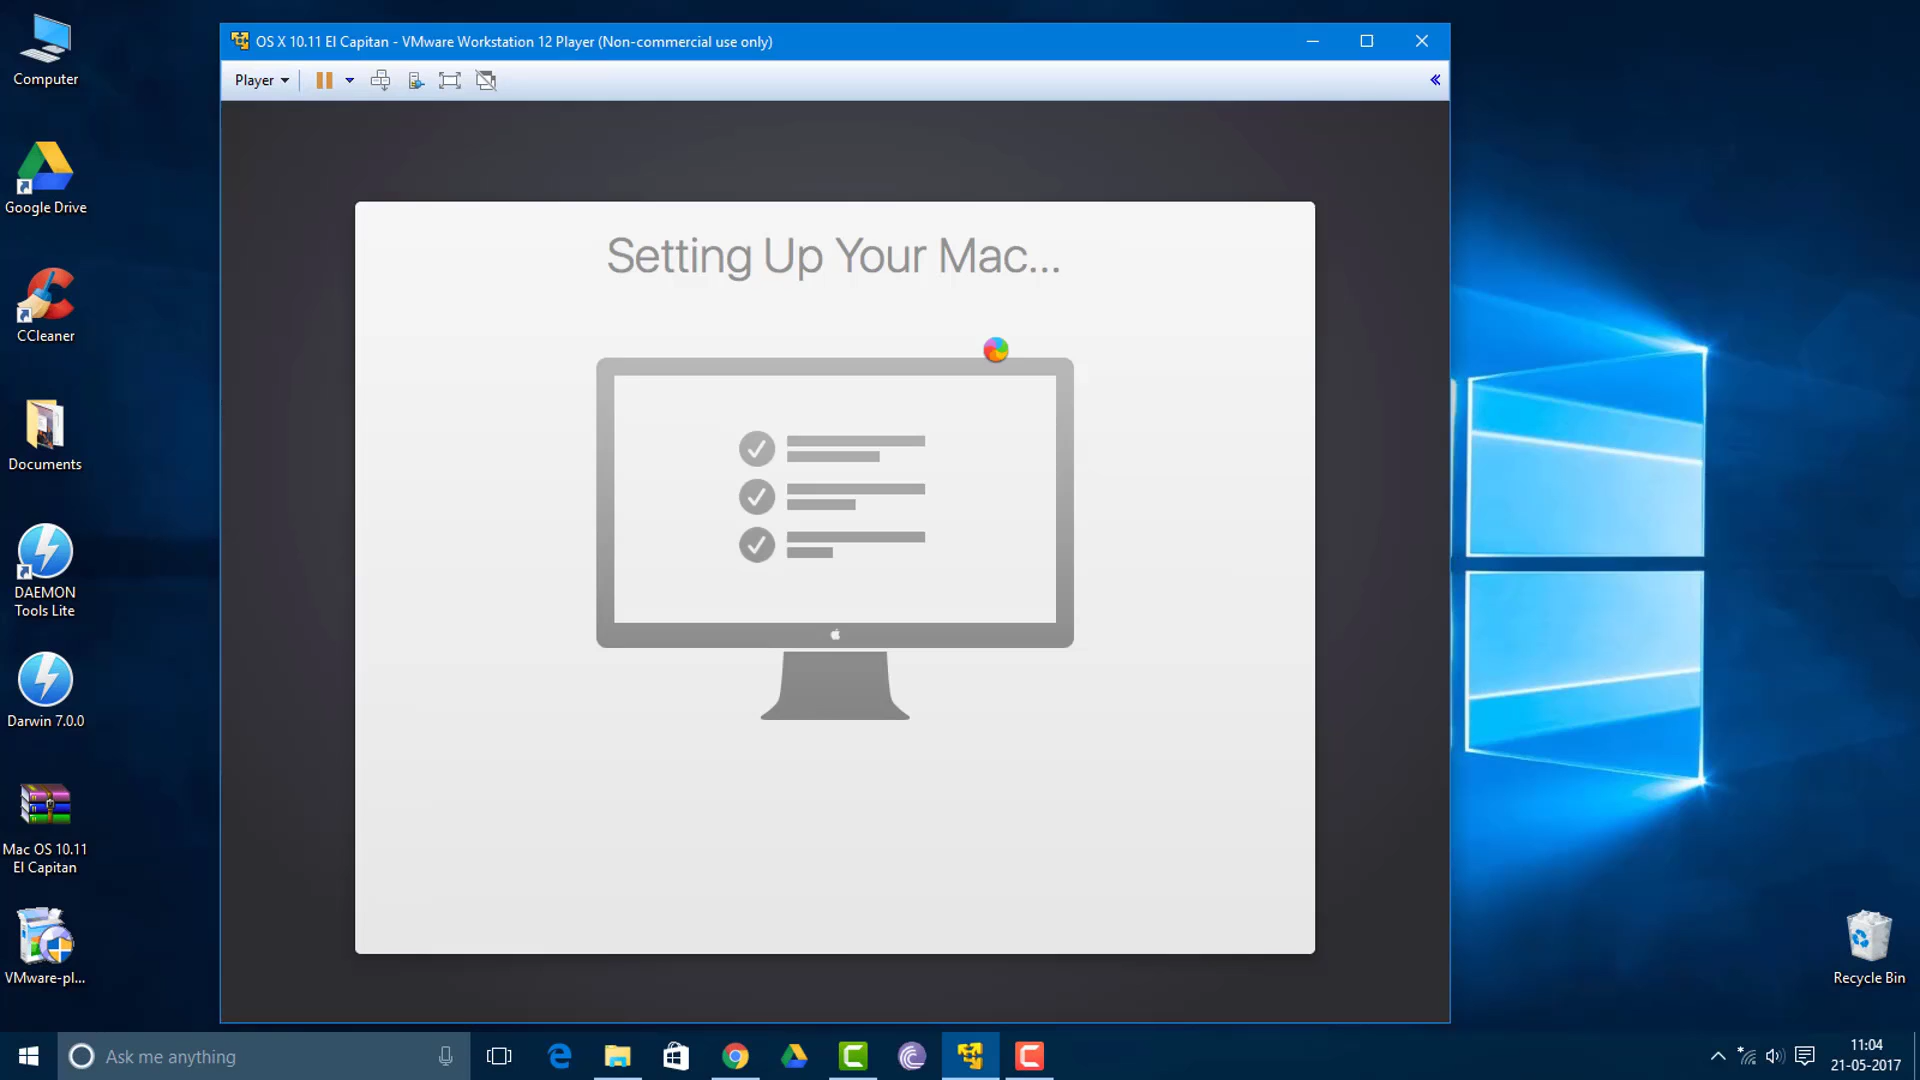 Computer
Google Drive
CCleaner
Documents
DAEMON
Tools Lite
Darwin 7.0.0
Mac OS 10.11
El Capitan
VMware-pl...
OS X 10.11 El Capitan - VMware Workstation 12 Player (Non-commercial use only)
Player
Setting Up Your Mac...
Recycle Bin
Ask me anything
11:04
21-05-2017